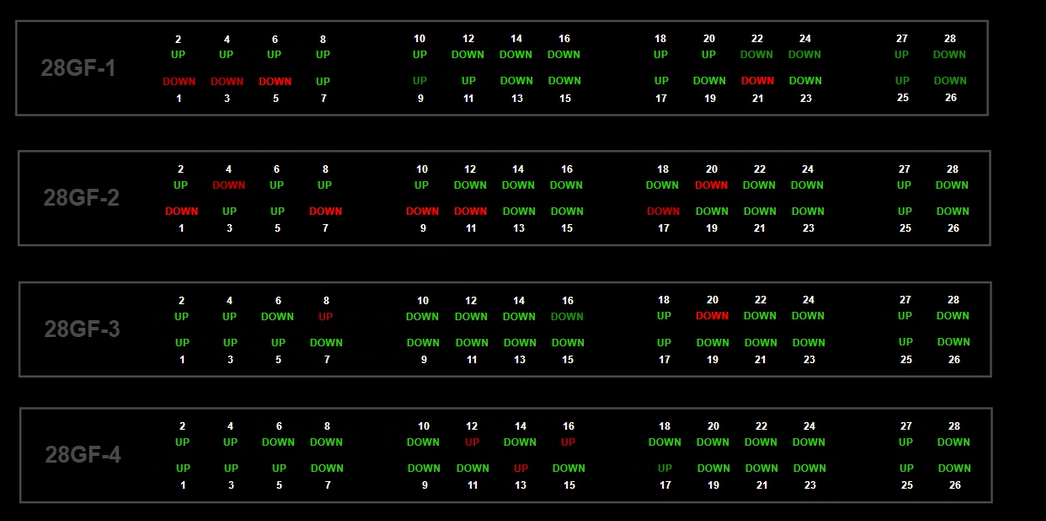 2 4 6 8 10 12 14 16 18 20 22 24 27 28
UP UP UP UP UP DOWN DOWN DOWN UP UP DOWN DOWN UP DOWN
28GF-1
DOWN DOWN DOWN UP UP UP DOWN DOWN UP DOWN DOWN DOWN UP DOWN
1 3 5 7 9 11 13 15 17 19 21 23 25 26
2 4 6 8 10 12 14 16 18 20 22 24 27 28
UP DOWN UP UP UP DOWN DOWN DOWN DOWN DOWN DOWN DOWN UP DOWN
28GF-2
DOWN UP UP DOWN DOWN DOWN DOWN DOWN DOWN DOWN DOWN DOWN UP DOWN
1 3 5 7 9 11 13 15 17 19 21 23 25 26
2 4 6 8 10 12 14 16 18 20 22 24 27 28
UP UP DOWN UP DOWN DOWN DOWN DOWN UP DOWN DOWN DOWN UP DOWN
28GF-3
UP UP UP DOWN DOWN DOWN DOWN DOWN UP DOWN DOWN DOWN UP DOWN
1 3 5 7 9 11 13 15 17 19 21 23 25 26
2 4 6 8 10 12 14 16 18 20 22 24 27 28
UP UP DOWN DOWN DOWN UP DOWN UP DOWN DOWN DOWN DOWN UP DOWN
28GF-4
UP UP UP DOWN DOWN DOWN UP DOWN UP DOWN DOWN DOWN UP DOWN
1 3 5 7 9 11 13 15 17 19 21 23 25 26